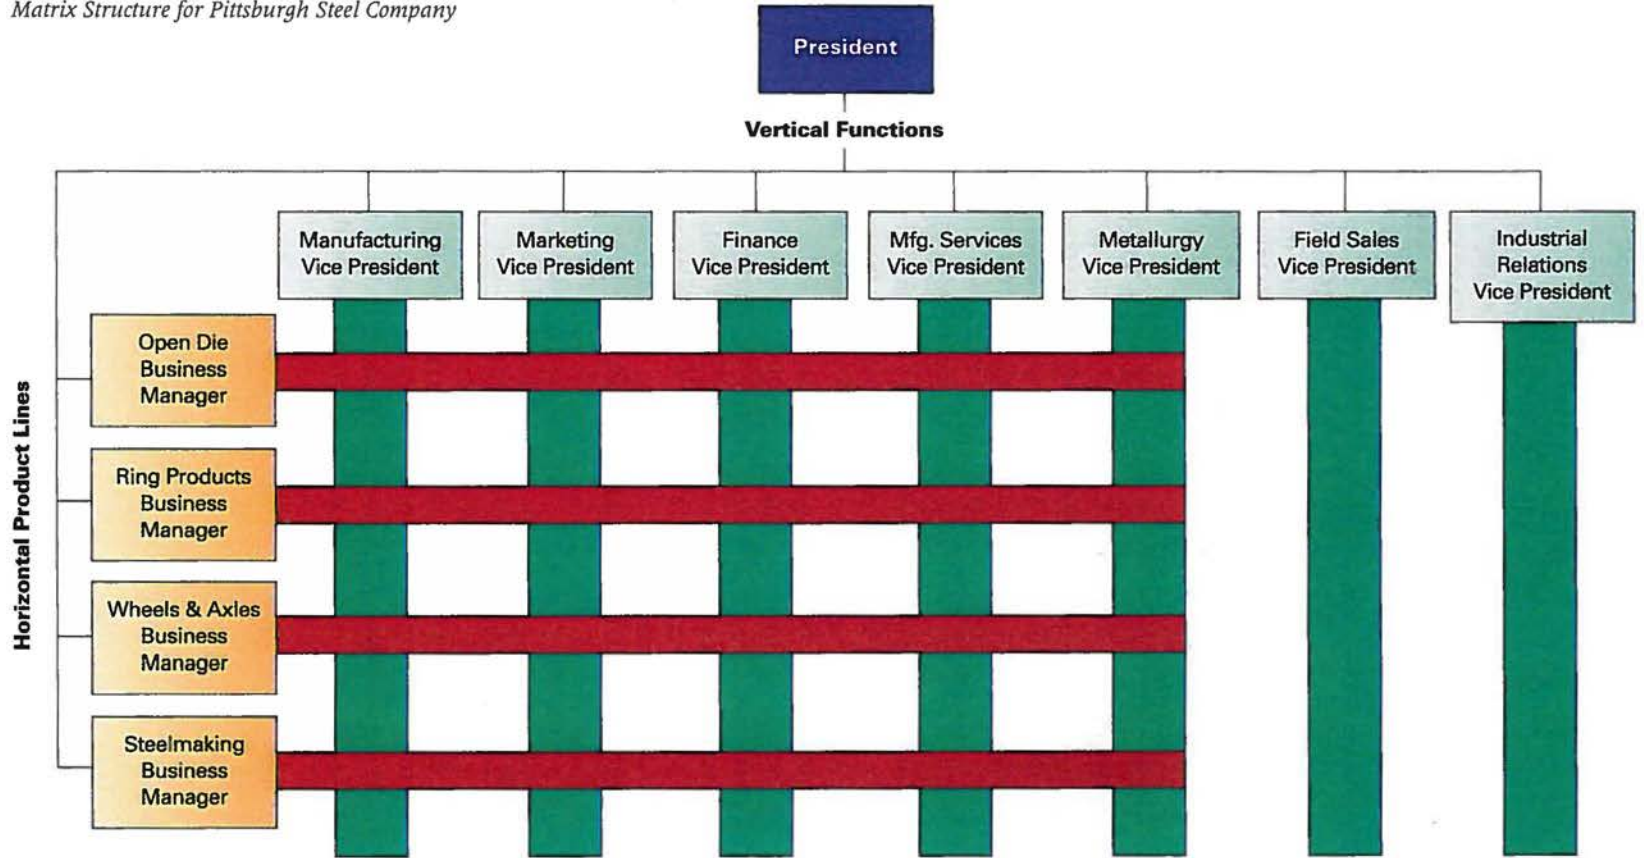 Matrix Structure for Pittsburgh Steel Company
President
Vertical Functions
Manufacturing
Vice President
Marketing
Vice President
Finance
Vice President
Mfg. Services
Vice President
Metallurgy
Vice President
Field Sales
Vice President
Industrial
Relations
Vice President
Horizontal Product Lines
Open Die
Business
Manager
Ring Products
Business
Manager
Wheels & Axles
Business
Manager
Steelmaking
Business
Manager